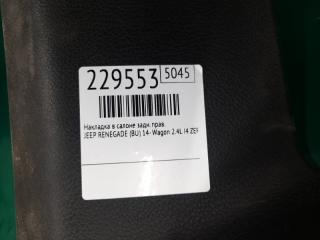 229553 5045
Накладка в салоне задн. прав.
JEEP RENEGADE (BU) 14- Wagon 2.4L I4 ZEF